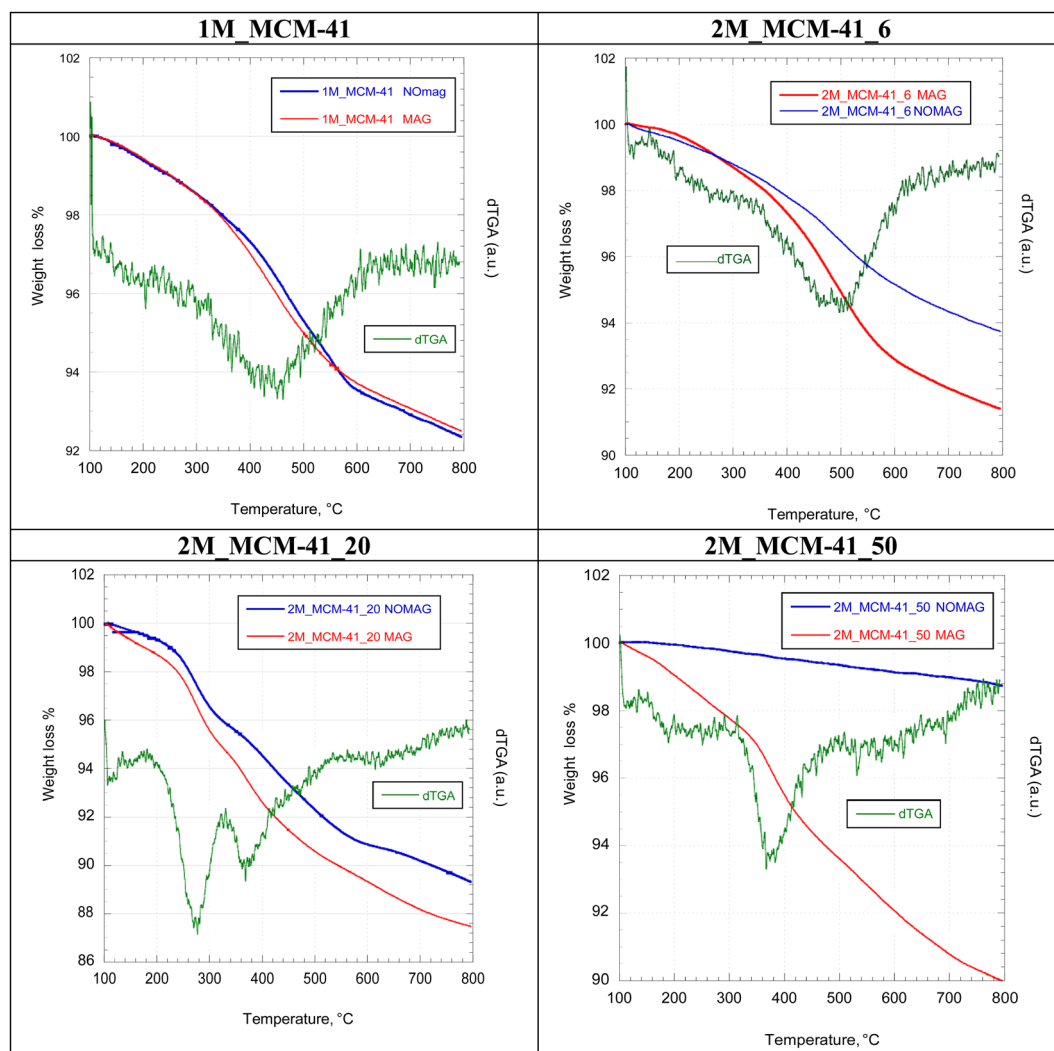 1M_MCM-41
2M_MCM-41_6
102
100
98
96
94
92
100 200 300 400 500 600 700 800
Weight loss %
Temperature, °C
dTGA (a.u.)
1M_MCM-41 NOmag
1M_MCM-41 MAG
dTGA
102
100
98
96
94
92
90
100 200 300 400 500 600 700 800
Weight loss %
Temperature, °C
dTGA (a.u.)
2M_MCM-41_6 MAG
2M_MCM-41_6 NOMAG
dTGA
2M_MCM-41_20
2M_MCM-41_50
102
100
98
96
94
92
90
88
86
100 200 300 400 500 600 700 800
Weight loss %
Temperature, °C
dTGA (a.u.)
2M_MCM-41_20 NOMAG
2M_MCM-41_20 MAG
dTGA
102
100
98
96
94
92
90
100 200 300 400 500 600 700 800
Weight loss %
Temperature, °C
dTGA (a.u.)
2M_MCM-41_50 NOMAG
2M_MCM-41_50 MAG
dTGA